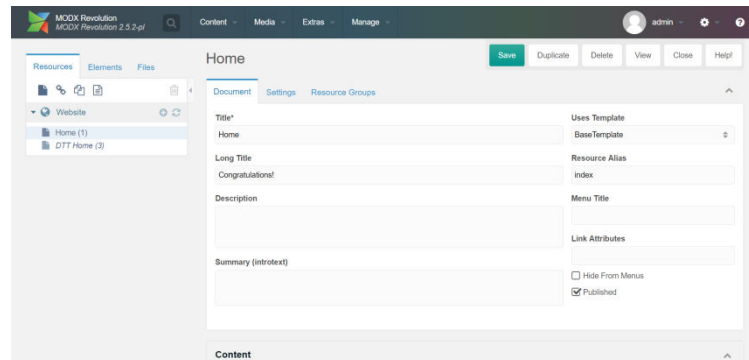 MODX Revolution
MODX Revolution 2.5.2-pl
Content Media Extras Manage admin
Resources Elements Files
Website
Home (1)
DTT Home (3)
Home
Save Duplicate Delete View Close Help!
Document Settings Resource Groups
Title*
Home
Uses Template
BaseTemplate
Long Title
Congratulations!
Resource Alias
index
Description
Menu Title
Link Attributes
Summary (introtext)
Hide From Menus
Published
Content